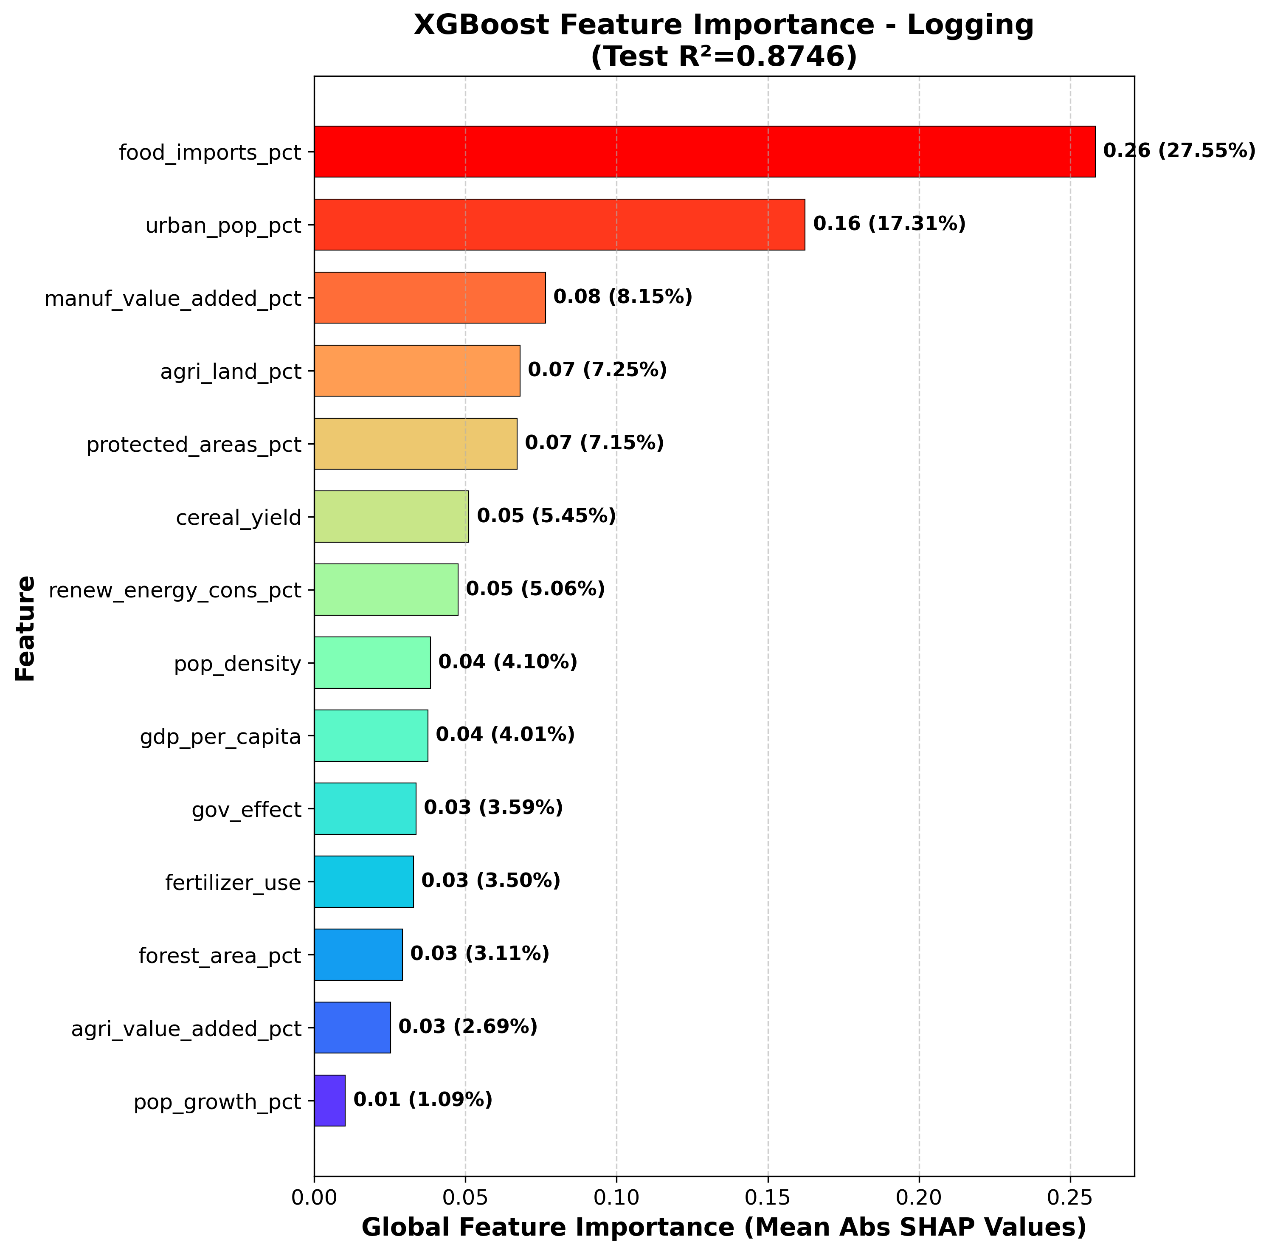 XGBoost Feature Importance - Logging
(Test R²=0.8746)
food_imports_pct 0.26 (27.55%)
urban_pop_pct 0.16 (17.31%)
manuf_value_added_pct 0.08 (8.15%)
agri_land_pct 0.07 (7.25%)
protected_areas_pct 0.07 (7.15%)
cereal_yield 0.05 (5.45%)
renew_energy_cons_pct 0.05 (5.06%)
pop_density 0.04 (4.10%)
gdp_per_capita 0.04 (4.01%)
gov_effect 0.03 (3.59%)
fertilizer_use 0.03 (3.50%)
forest_area_pct 0.03 (3.11%)
agri_value_added_pct 0.03 (2.69%)
pop_growth_pct 0.01 (1.09%)
Feature
0.00 0.05 0.10 0.15 0.20 0.25
Global Feature Importance (Mean Abs SHAP Values)